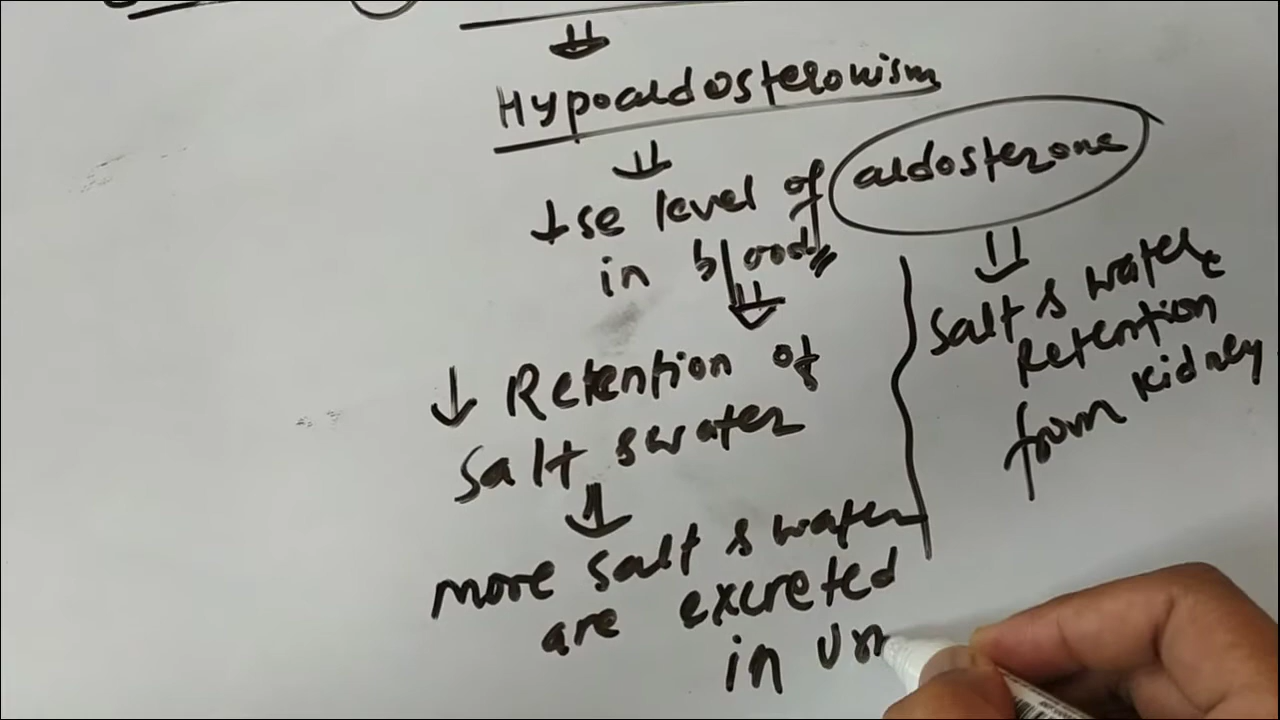 Hypoaldosteronism
↓se level of aldosterone
in blood
↓ Retention of
Salt & water
more Salt & water
are excreted
in Ur
Salt & water
Retention
from Kidney